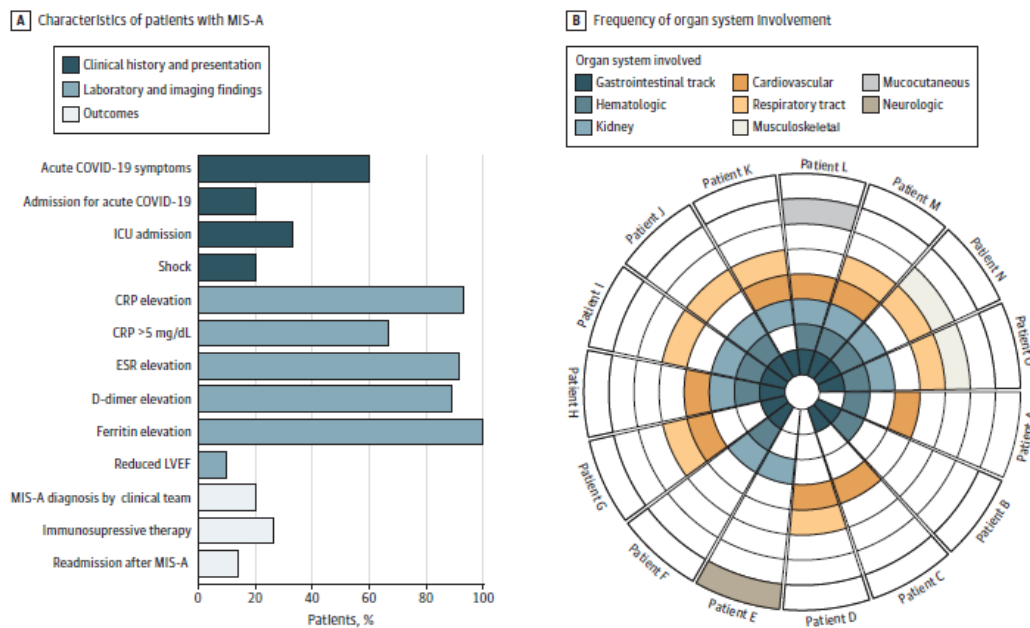 A Characteristics of patients with MIS-A
Clinical history and presentation
Laboratory and imaging findings
Outcomes
Acute COVID-19 symptoms
Admission for acute COVID-19
ICU admission
Shock
CRP elevation
CRP >5 mg/dL
ESR elevation
D-dimer elevation
Ferritin elevation
Reduced LVEF
MIS-A diagnosis by clinical team
Immunosupressive therapy
Readmission after MIS-A
0 20 40 60 80 100
Patients, %
B Frequency of organ system involvement
Organ system involved
Gastrointestinal track
Hematologic
Kidney
Cardiovascular
Respiratory tract
Musculoskeletal
Mucocutaneous
Neurologic
Patient L
Patient M
Patient N
Patient O
Patient A
Patient B
Patient C
Patient D
Patient E
Patient F
Patient G
Patient H
Patient I
Patient J
Patient K